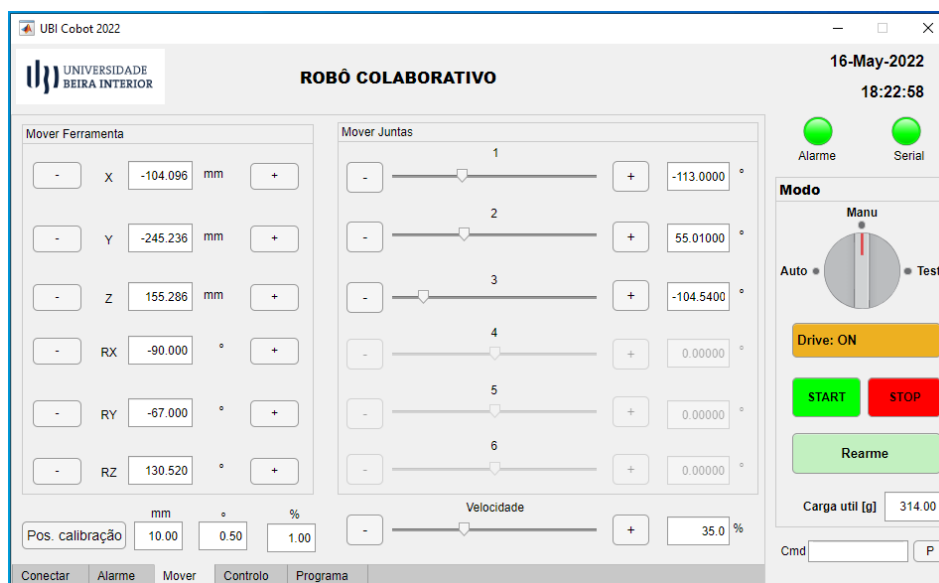 UBI Cobot 2022
UNIVERSIDADE
BEIRA INTERIOR
ROBÔ COLABORATIVO
16-May-2022
18:22:58
Alarme
Serial
Mover Ferramenta
- X -104.096 mm +
- Y -245.236 mm +
- Z 155.286 mm +
- RX -90.000 ° +
- RY -67.000 ° +
- RZ 130.520 ° +
Mover Juntas
1
- + -113.0000 °
2
- + 55.01000 °
3
- + -104.5400 °
4
- + 0.00000 °
5
- + 0.00000 °
6
- + 0.00000 °
Modo
Manu
Auto
Test
Drive: ON
START STOP
Rearme
Carga util [g] 314.00
Cmd P
mm ° %
Pos. calibração 10.00 0.50 1.00
Velocidade
- + 35.0 %
Conectar Alarme Mover Controlo Programa